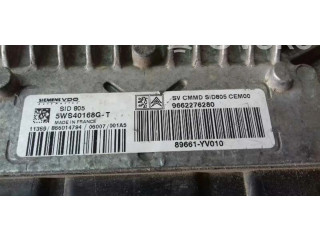 SIEMENS VDO
SID 805
5WS40168G-T
MADE IN FRANCE
SV CMMD SID805 CEM00
9662276280
89661-YV010